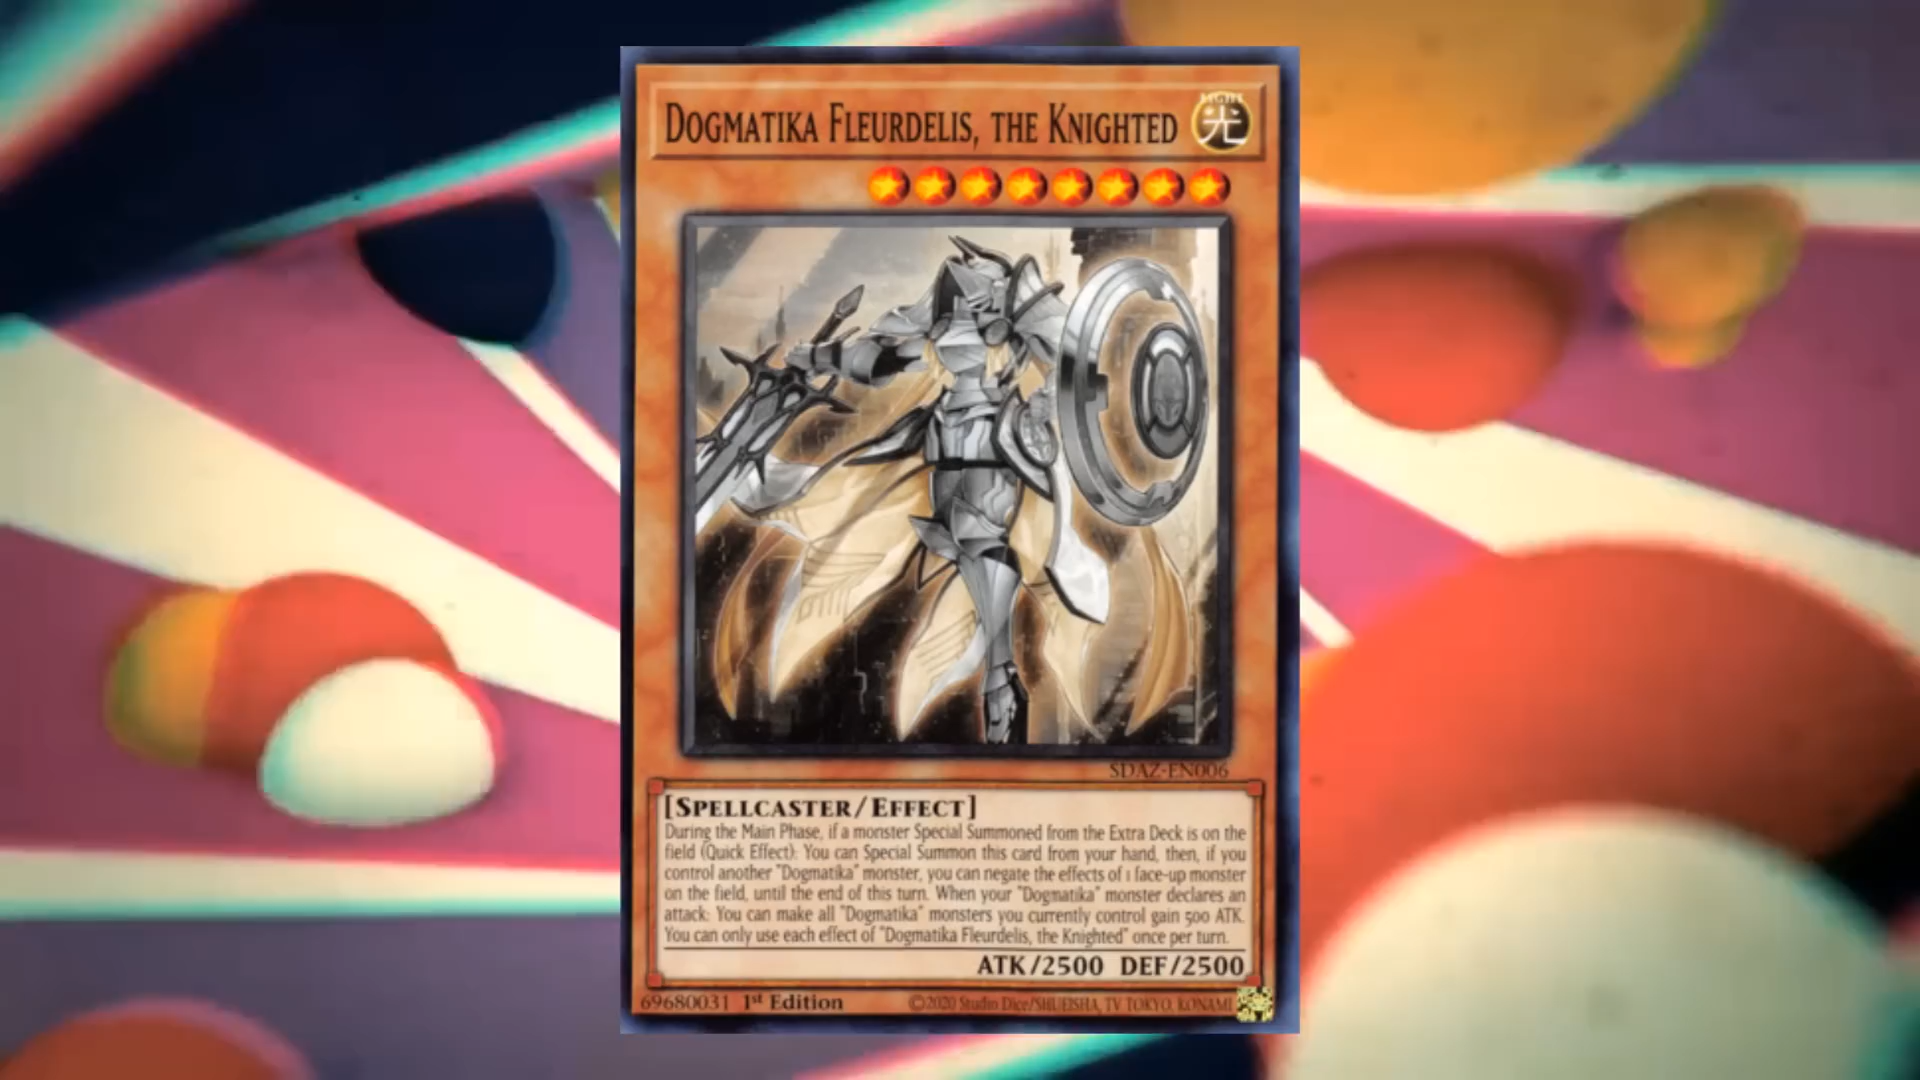 DOGMATIKA FLEURDELIS, THE KNIGHTED
LIGHT
光
SDAZ-EN006
[SPELLCASTER/EFFECT]
During the Main Phase, if a monster Special Summoned from the Extra Deck is on the
field (Quick Effect): You can Special Summon this card from your hand, then, if you
control another "Dogmatika" monster, you can negate the effects of 1 face-up monster
on the field, until the end of this turn. When your "Dogmatika" monster declares an
attack: You can make all "Dogmatika" monsters you currently control gain 500 ATK.
You can only use each effect of "Dogmatika Fleurdelis, the Knighted" once per turn.
ATK/2500 DEF/2500
69680031 1st Edition ©2020 Studio Dice/SHUEISHA, TV TOKYO, KONAMI